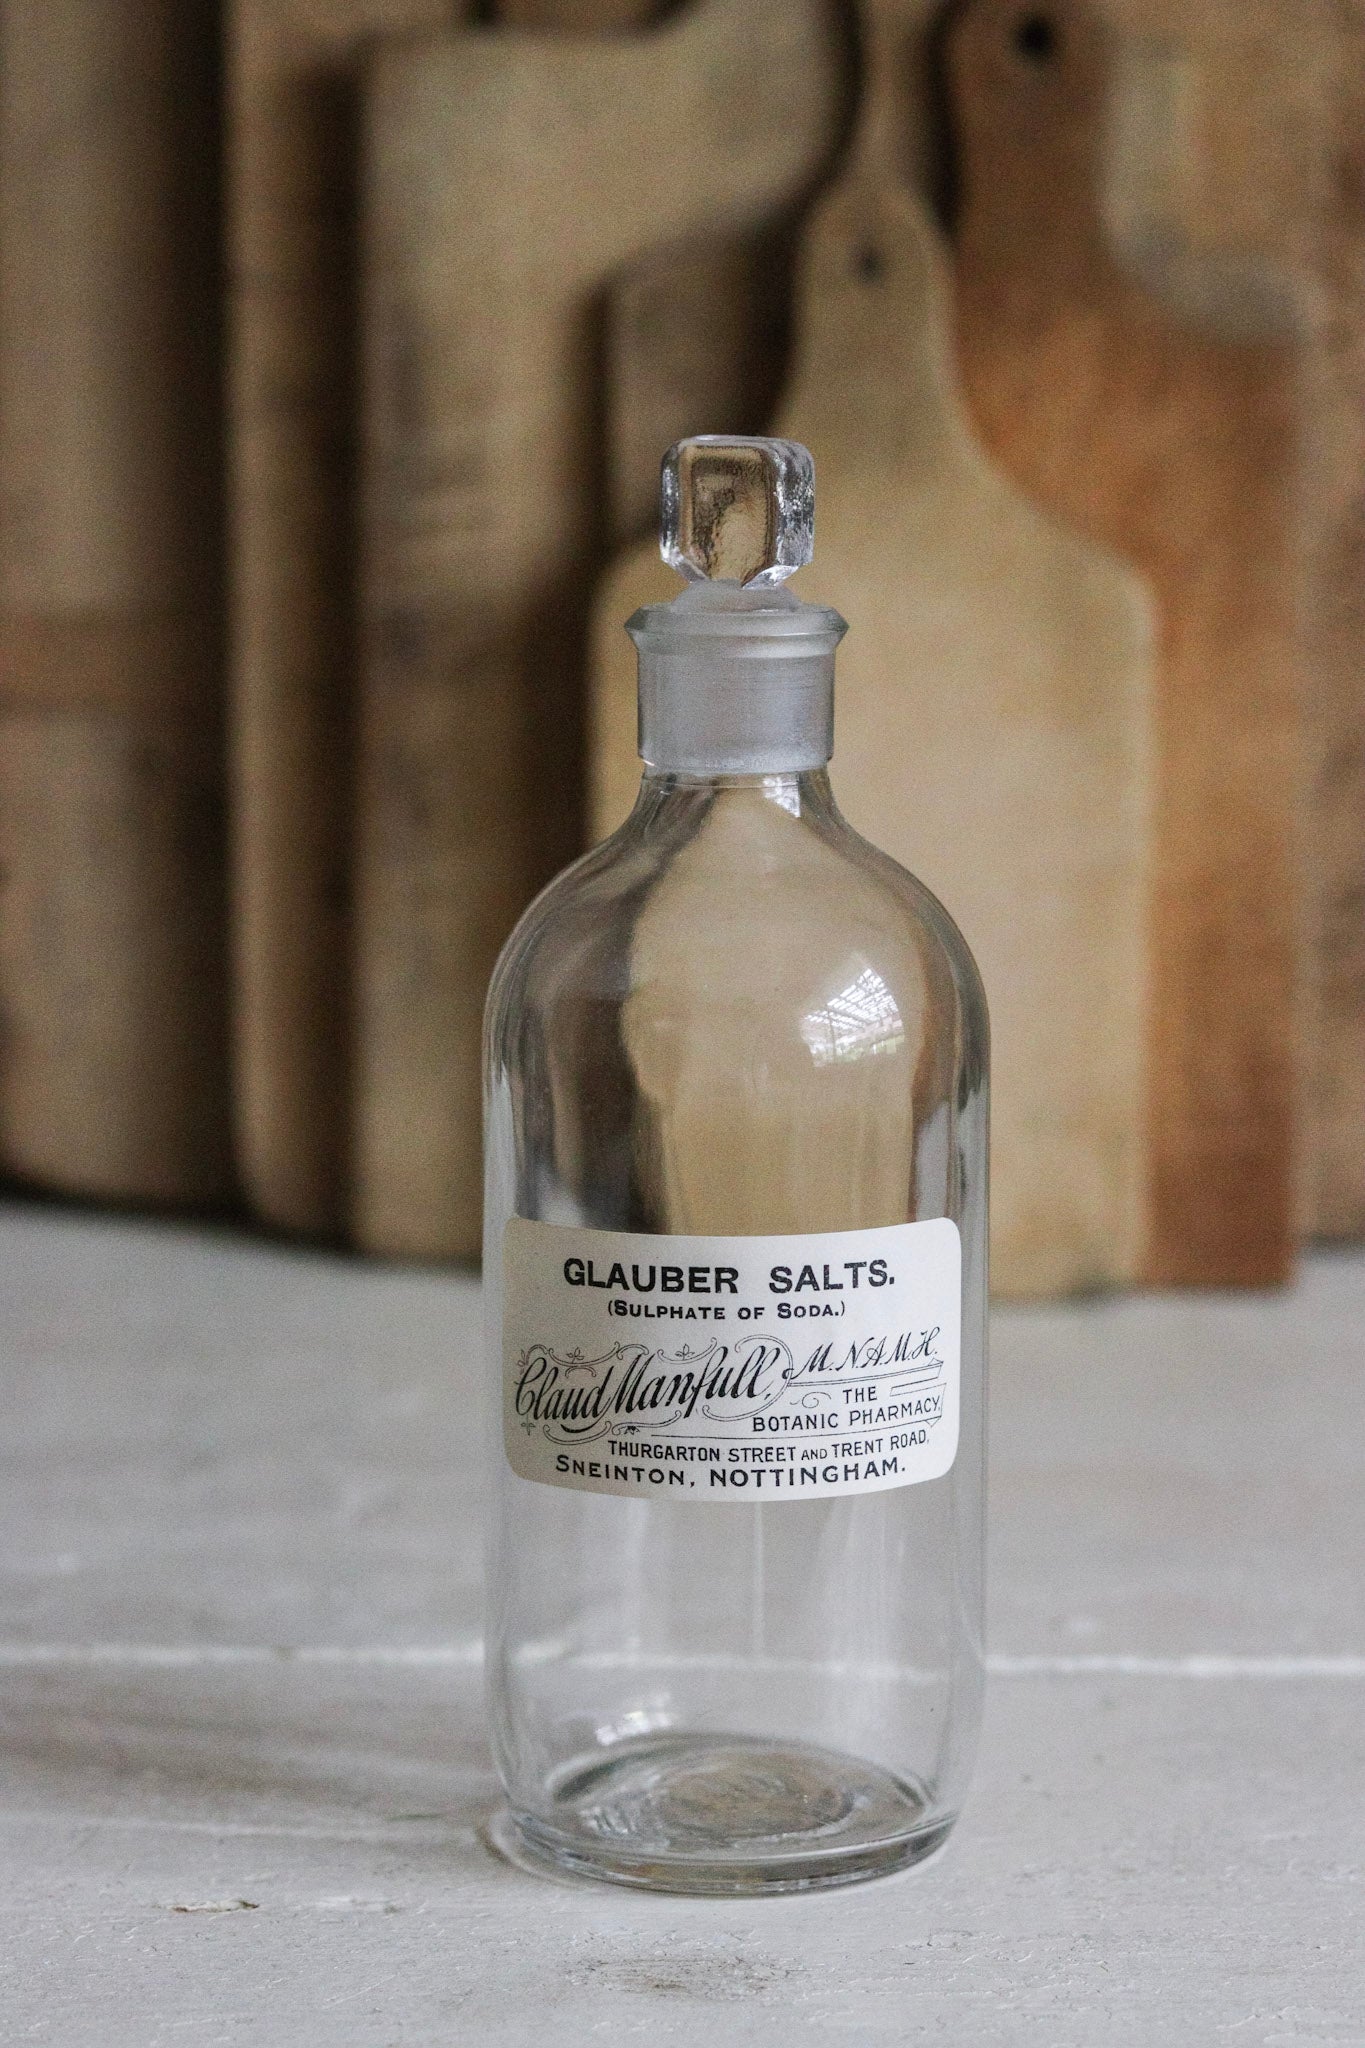 GLAUBER SALTS.
(SULPHATE OF SODA.)
Claud Manfull, M.N.A.M.H.
THE
BOTANIC PHARMACY,
THURGARTON STREET AND TRENT ROAD,
SNEINTON, NOTTINGHAM.